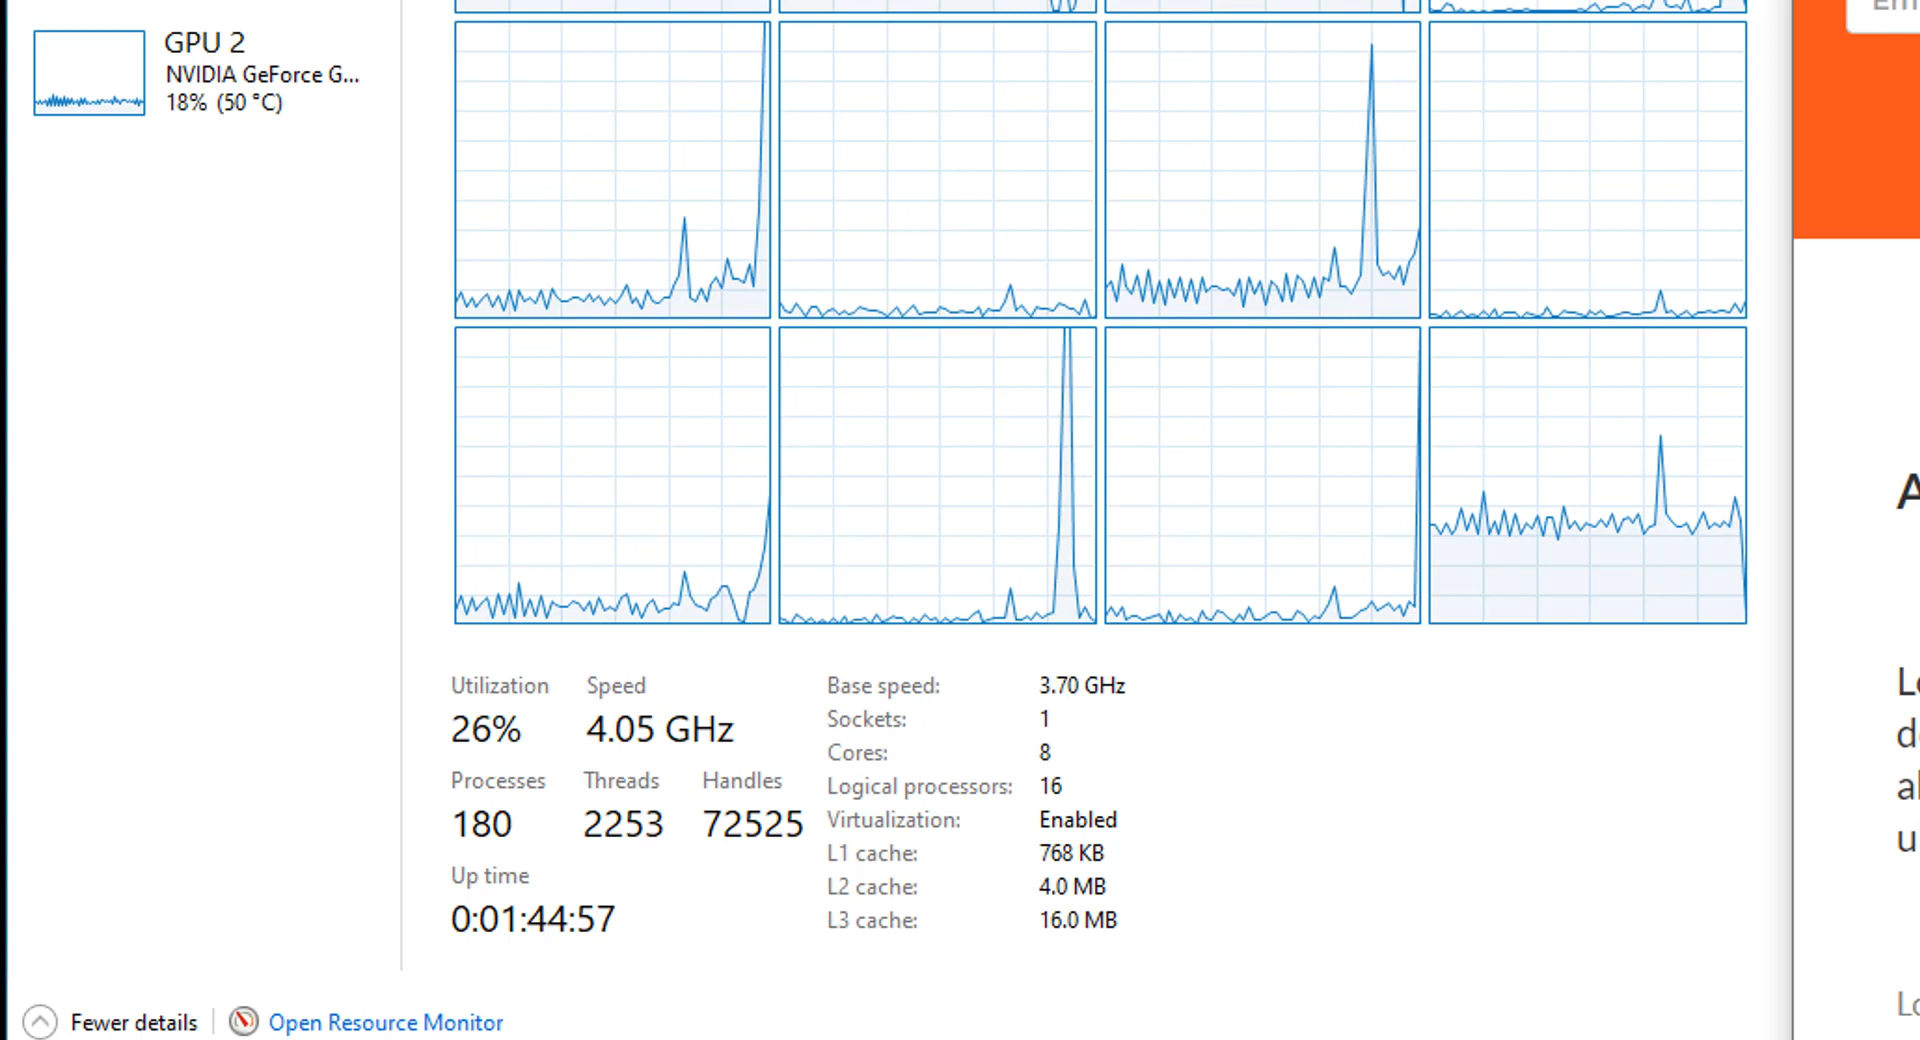 GPU 2
NVIDIA GeForce G...
18% (50 °C)
Utilization Speed
26% 4.05 GHz
Processes Threads Handles
180 2253 72525
Up time
0:01:44:57
Base speed: 3.70 GHz
Sockets: 1
Cores: 8
Logical processors: 16
Virtualization: Enabled
L1 cache: 768 KB
L2 cache: 4.0 MB
L3 cache: 16.0 MB
Fewer details
Open Resource Monitor